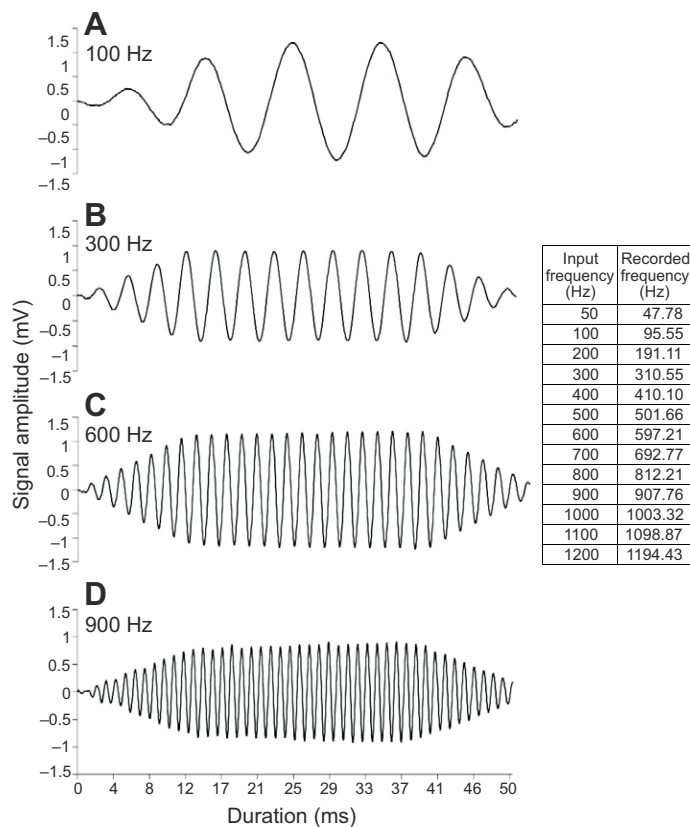 A
100 Hz
1.5
1
0.5
0
–0.5
–1
–1.5
B
300 Hz
1.5
1
0.5
0
–0.5
–1
–1.5
C
600 Hz
1.5
1
0.5
0
–0.5
–1
–1.5
D
900 Hz
1.5
1
0.5
0
–0.5
–1
–1.5
Signal amplitude (mV)
0 4 8 12 17 21 25 29 33 37 41 46 50
Duration (ms)
Input Recorded
frequency frequency
(Hz) (Hz)
50 47.78
100 95.55
200 191.11
300 310.55
400 410.10
500 501.66
600 597.21
700 692.77
800 812.21
900 907.76
1000 1003.32
1100 1098.87
1200 1194.43